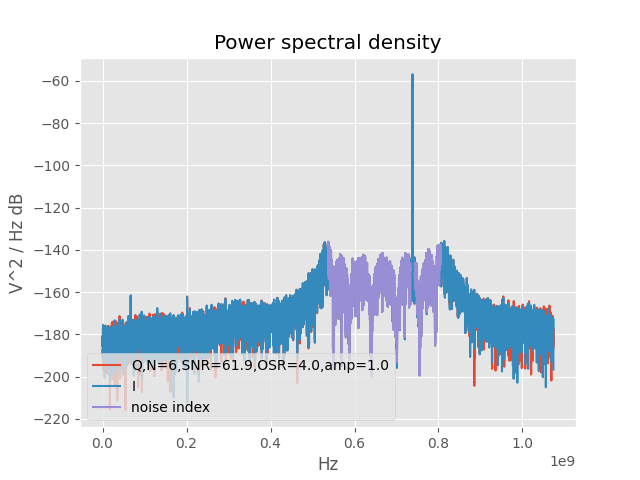 Power spectral density
V^2 / Hz dB
−60
−80
−100
−120
−140
−160
−180
−200
−220
Q,N=6,SNR=61.9,OSR=4.0,amp=1.0
I
noise index
0.0 0.2 0.4 0.6 0.8 1.0
1e9
Hz